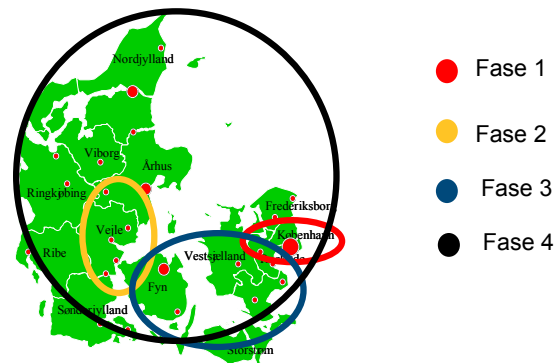 Nordjylland
Viborg
Århus
Ringkøbing
Frederiksbor
København
Vejle
Ribe
Vestsjælland
Fyn
Sønderjylland
Storstrøm
Fase 1
Fase 2
Fase 3
Fase 4